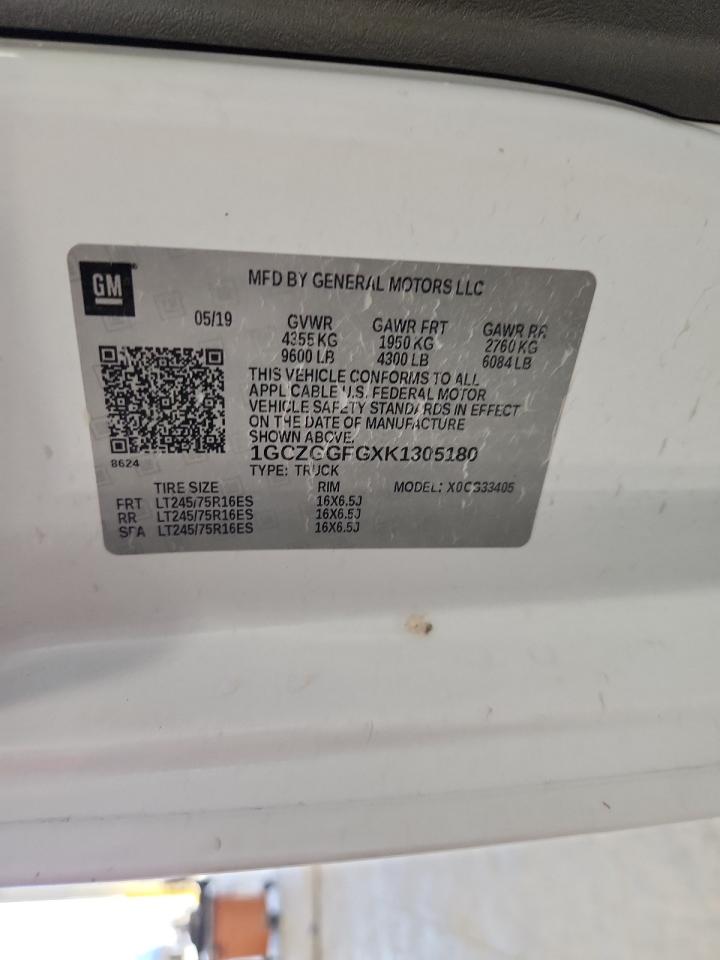 GM
MFD BY GENERAL MOTORS LLC
05/19 GVWR GAWR FRT GAWR RR
4355 KG 1950 KG 2760 KG
9600 LB 4300 LB 6084 LB
THIS VEHICLE CONFORMS TO ALL
APPLICABLE U.S. FEDERAL MOTOR
VEHICLE SAFETY STANDARDS IN EFFECT
ON THE DATE OF MANUFACTURE
SHOWN ABOVE.
8624
1GCZGGFGXK1305180
TYPE: TRUCK MODEL: X0CG33405
TIRE SIZE RIM
FRT LT245/75R16ES 16X6.5J
RR LT245/75R16ES 16X6.5J
SPA LT245/75R16ES 16X6.5J